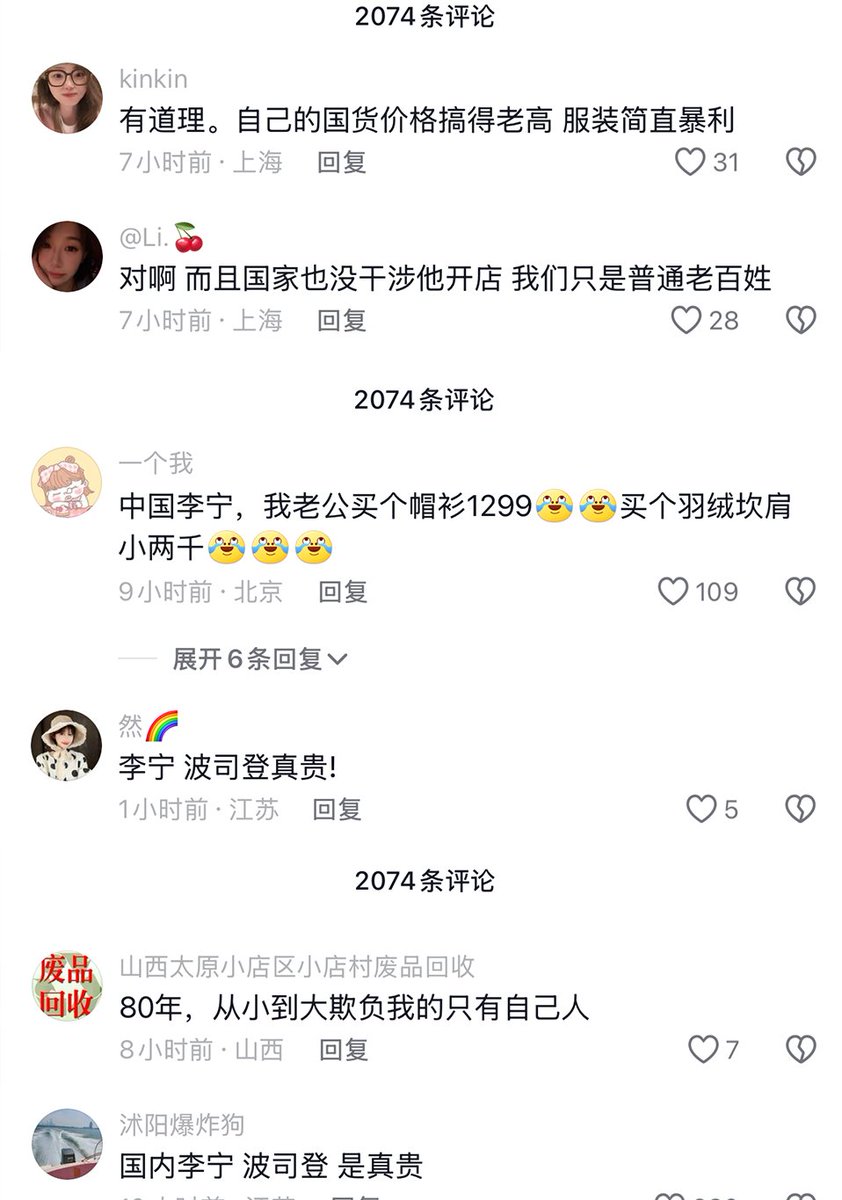 2074条评论
kinkin
有道理。自己的国货价格搞得老高 服装简直暴利
7小时前 · 上海 回复 31
@Li.🍒
对啊 而且国家也没干涉他开店 我们只是普通老百姓
7小时前 · 上海 回复 28
2074条评论
一个我
中国李宁，我老公买个帽衫1299😂😂买个羽绒坎肩
小两千😂😂😂
9小时前 · 北京 回复 109
展开6条回复
然🌈
李宁 波司登真贵!
1小时前 · 江苏 回复 5
2074条评论
废品
回收
山西太原小店区小店村废品回收
80年，从小到大欺负我的只有自己人
8小时前 · 山西 回复 7
沭阳爆炸狗
国内李宁 波司登 是真贵